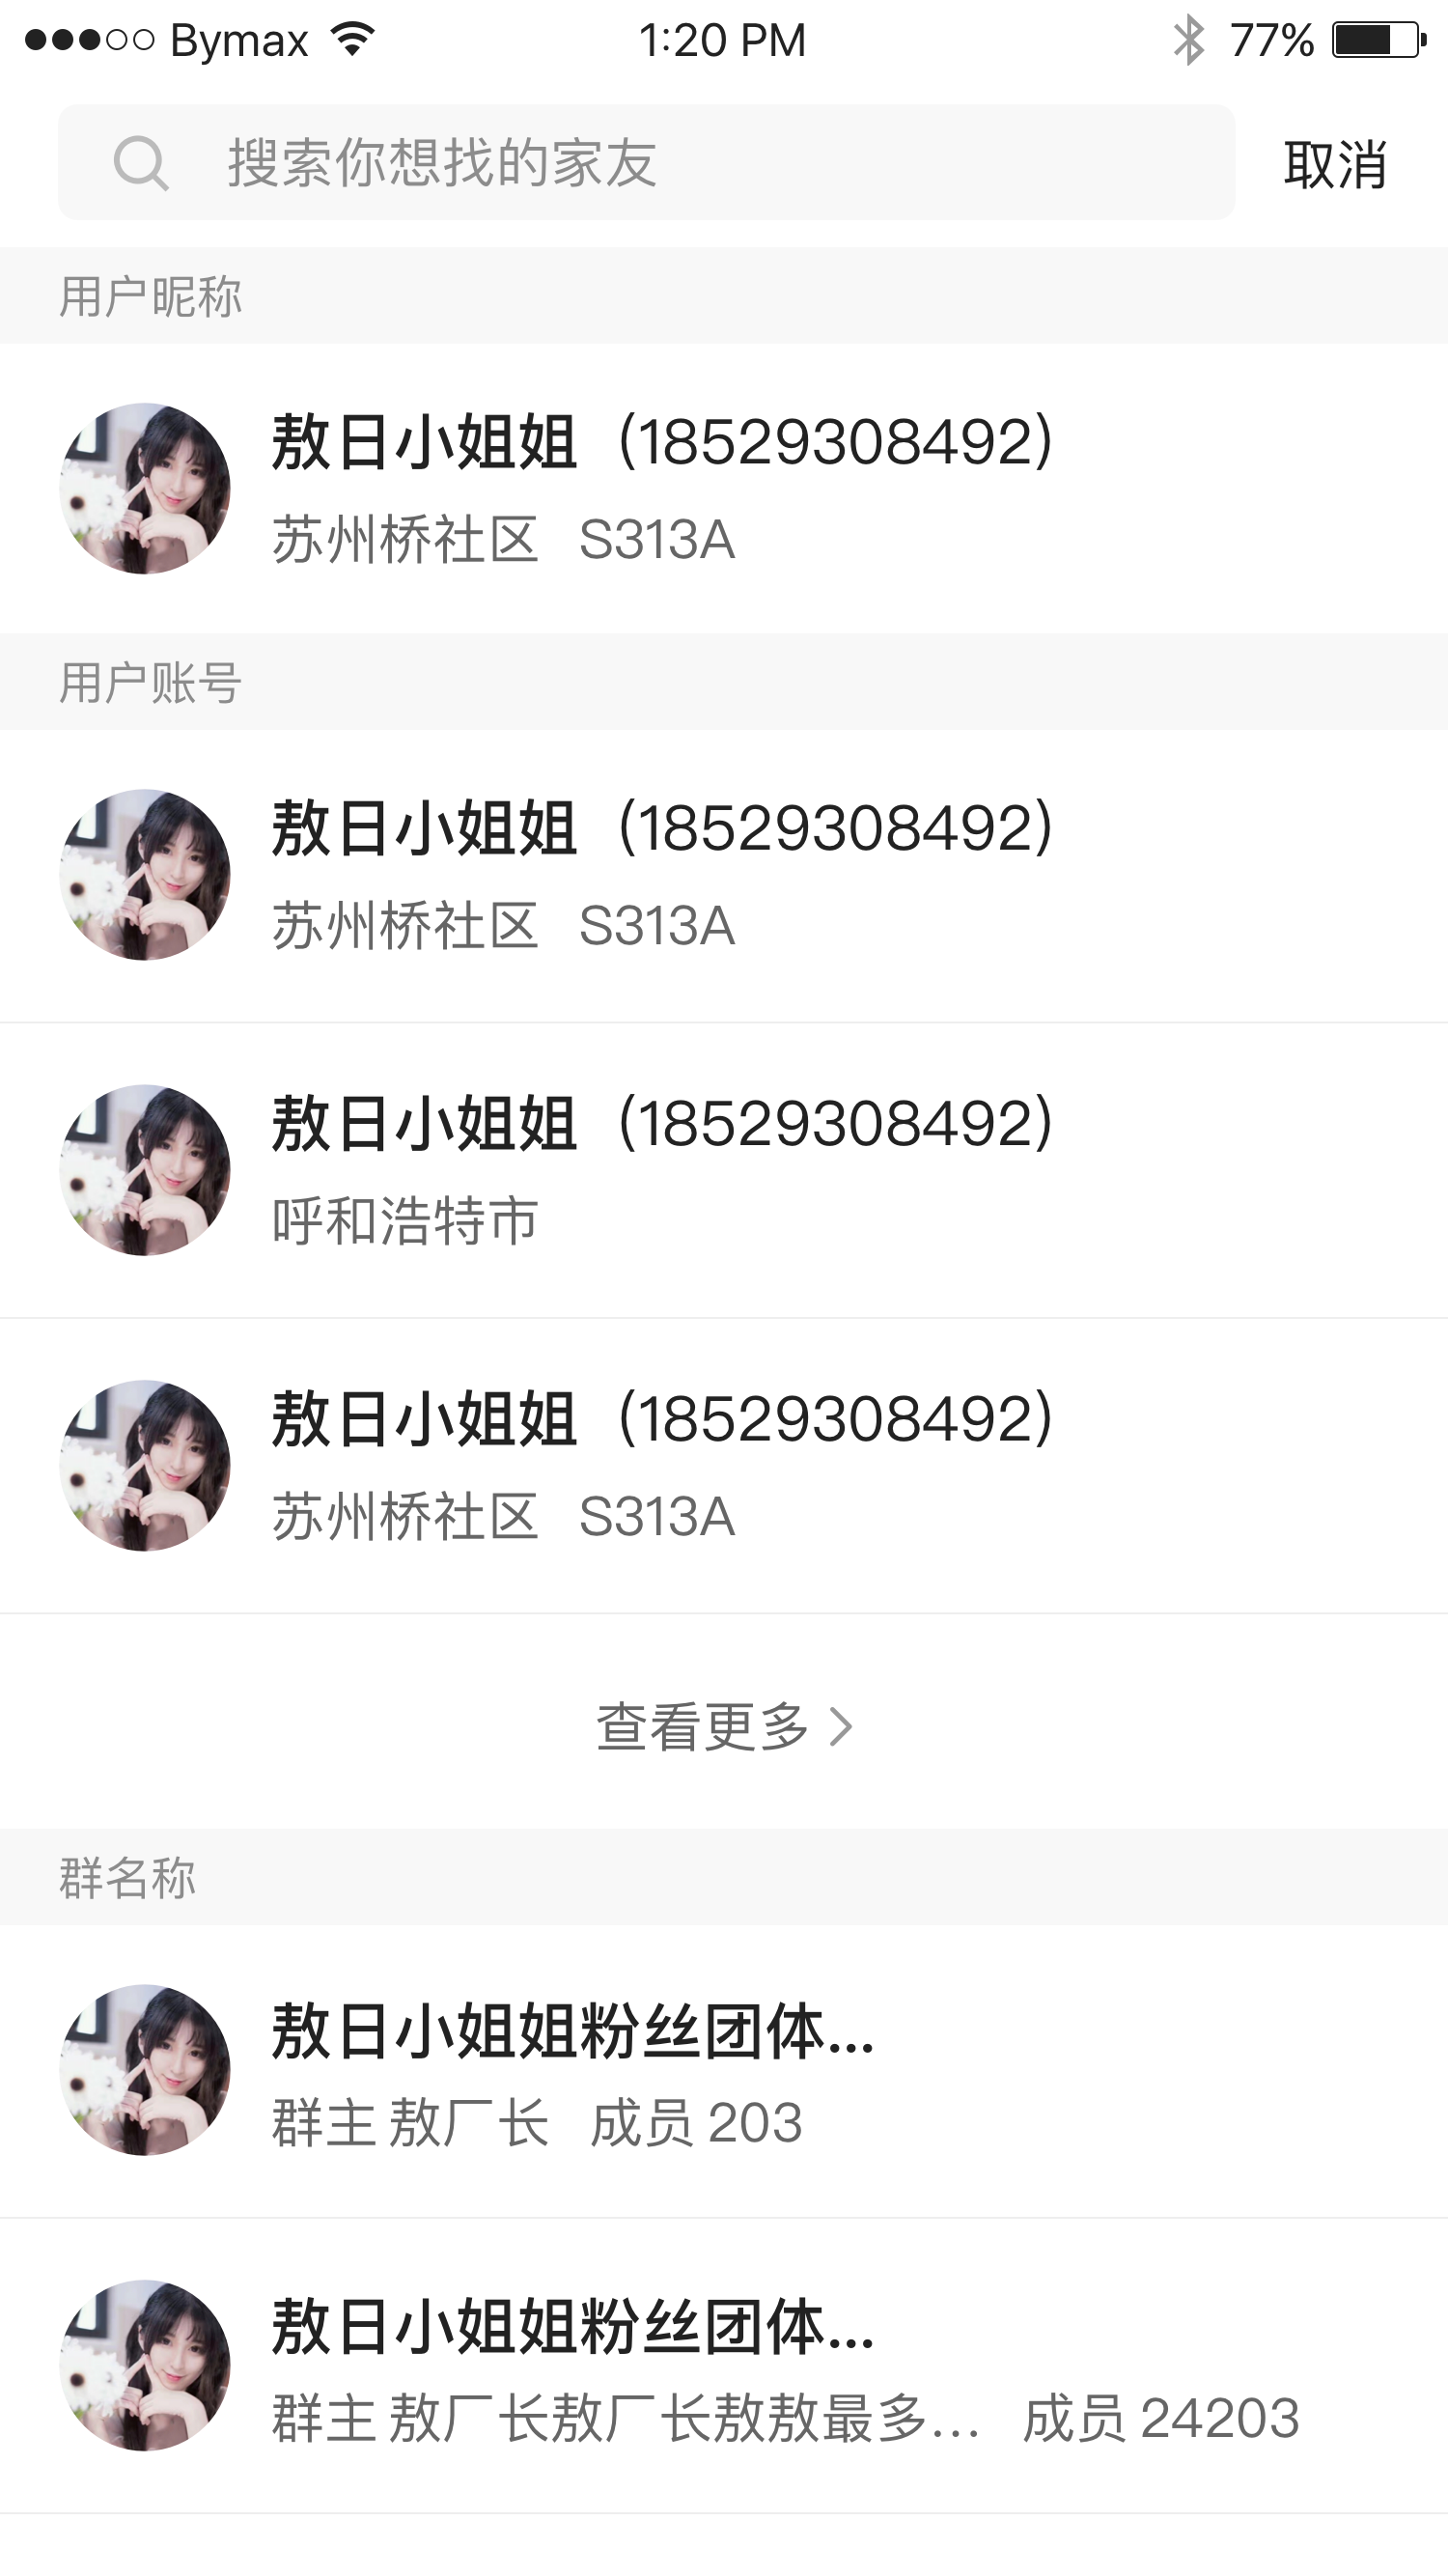 Bymax 1:20 PM 77%
搜索你想找的家友 取消
用户昵称
敖日小姐姐（18529308492）
苏州桥社区 S313A
用户账号
敖日小姐姐（18529308492）
苏州桥社区 S313A
敖日小姐姐（18529308492）
呼和浩特市
敖日小姐姐（18529308492）
苏州桥社区 S313A
查看更多
群名称
敖日小姐姐粉丝团体...
群主 敖厂长 成员 203
敖日小姐姐粉丝团体...
群主 敖厂长敖厂长敖敖最多... 成员 24203